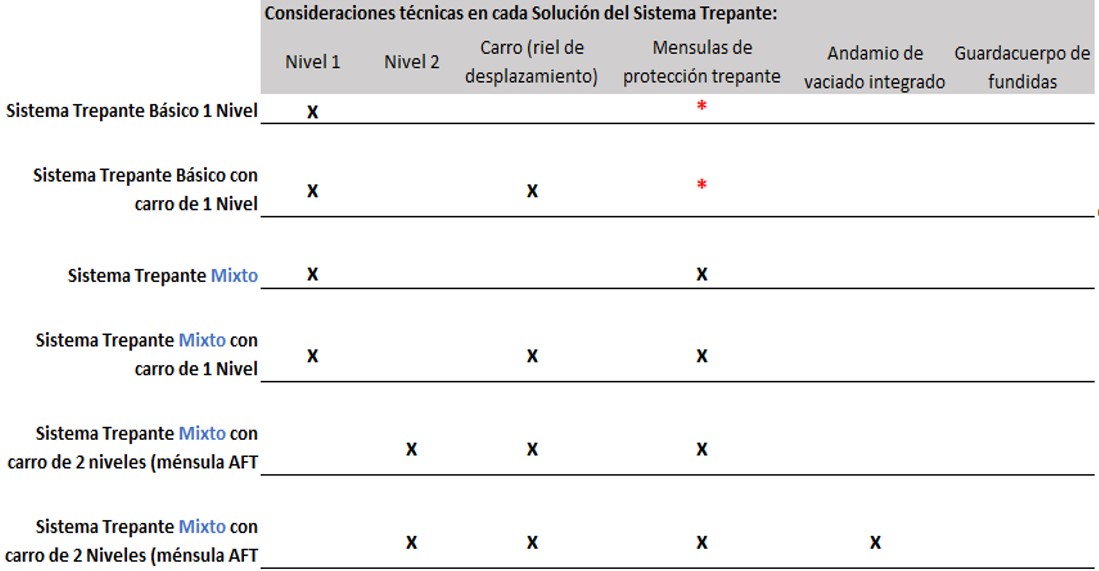 Consideraciones técnicas en cada Solución del Sistema Trepante:
Nivel 1 Nivel 2 Carro (riel de desplazamiento) Mensulas de protección trepante Andamio de vaciado integrado Guardacuerpo de fundidas
Sistema Trepante Básico 1 Nivel X *
Sistema Trepante Básico con
carro de 1 Nivel X X *
Sistema Trepante Mixto X X
Sistema Trepante Mixto con
carro de 1 Nivel X X X
Sistema Trepante Mixto con
carro de 2 niveles (ménsula AFT X X X
Sistema Trepante Mixto con
carro de 2 Niveles (ménsula AFT X X X X